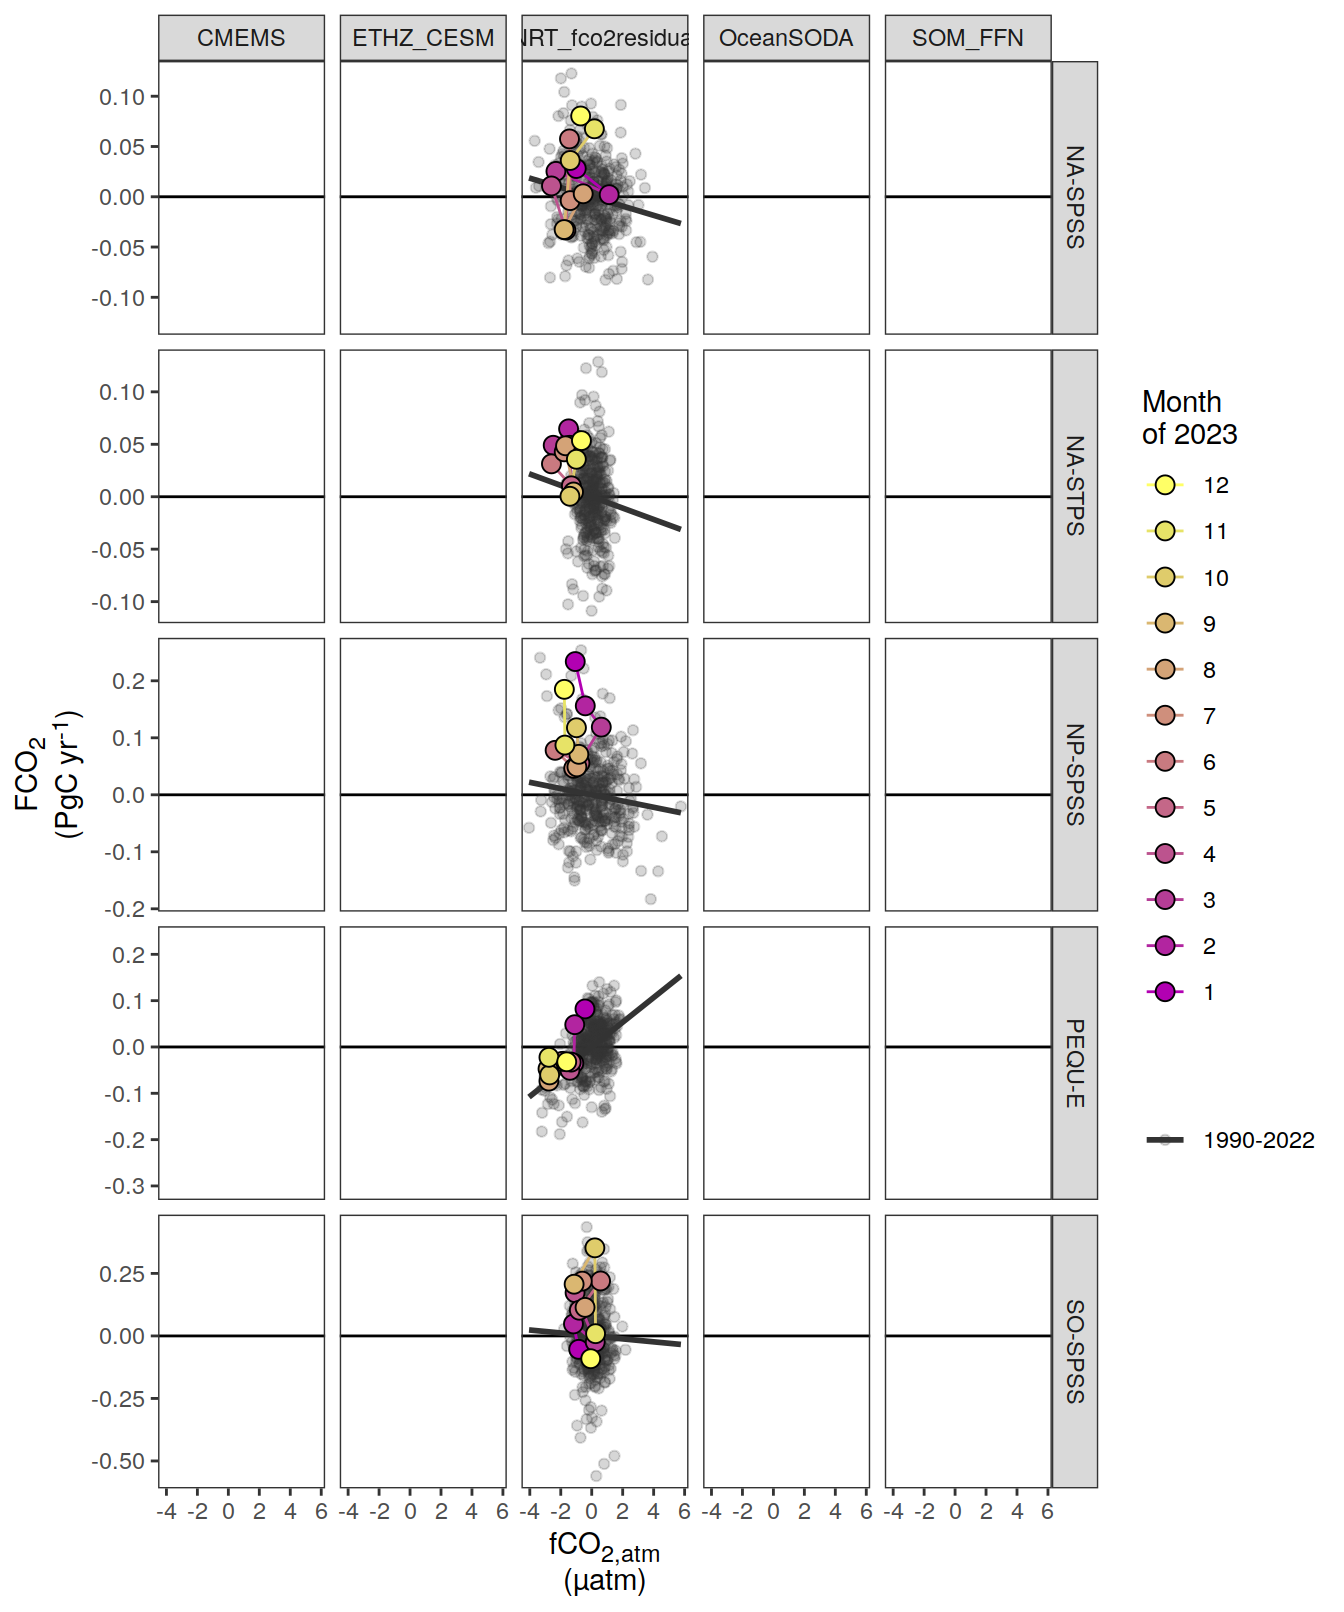 CMEMS ETHZ_CESM NRT_fco2residua OceanSODA SOM_FFN
0.10
0.05
0.00
-0.05
-0.10
NA-SPSS
0.10
0.05
0.00
-0.05
-0.10
NA-STPS
0.2
0.1
0.0
-0.1
-0.2
NP-SPSS
0.2
0.1
0.0
-0.1
-0.2
-0.3
PEQU-E
0.25
0.00
-0.25
-0.50
SO-SPSS
-4 -2 0 2 4 6 -4 -2 0 2 4 6 -4 -2 0 2 4 6 -4 -2 0 2 4 6 -4 -2 0 2 4 6
fCO2,atm
(µatm)
FCO2
(PgC yr-1)
Month
of 2023
12
11
10
9
8
7
6
5
4
3
2
1
1990-2022